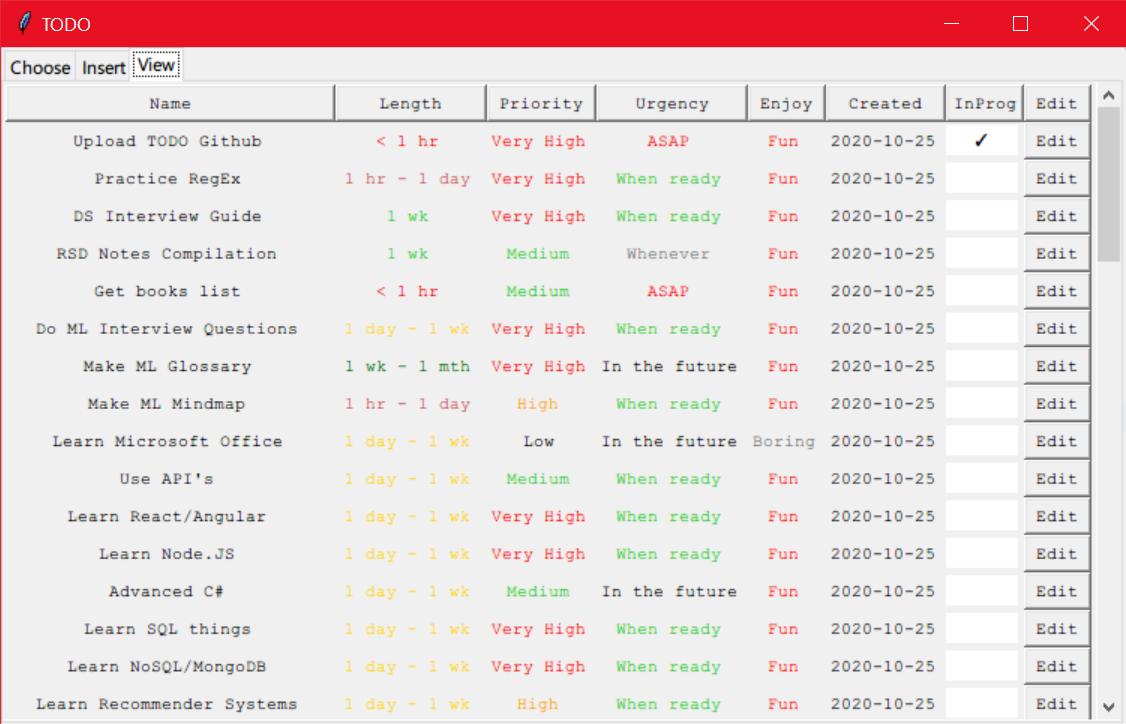 TODO
Choose Insert View
Name Length Priority Urgency Enjoy Created InProg Edit
Upload TODO Github < 1 hr Very High ASAP Fun 2020-10-25 ✓ Edit
Practice RegEx 1 hr - 1 day Very High When ready Fun 2020-10-25 Edit
DS Interview Guide 1 wk Very High When ready Fun 2020-10-25 Edit
RSD Notes Compilation 1 wk Medium Whenever Fun 2020-10-25 Edit
Get books list < 1 hr Medium ASAP Fun 2020-10-25 Edit
Do ML Interview Questions 1 day - 1 wk Very High When ready Fun 2020-10-25 Edit
Make ML Glossary 1 wk - 1 mth Very High In the future Fun 2020-10-25 Edit
Make ML Mindmap 1 hr - 1 day High When ready Fun 2020-10-25 Edit
Learn Microsoft Office 1 day - 1 wk Low In the future Boring 2020-10-25 Edit
Use API's 1 day - 1 wk Medium When ready Fun 2020-10-25 Edit
Learn React/Angular 1 day - 1 wk Very High When ready Fun 2020-10-25 Edit
Learn Node.JS 1 day - 1 wk Very High When ready Fun 2020-10-25 Edit
Advanced C# 1 day - 1 wk Medium In the future Fun 2020-10-25 Edit
Learn SQL things 1 day - 1 wk Very High When ready Fun 2020-10-25 Edit
Learn NoSQL/MongoDB 1 day - 1 wk Very High When ready Fun 2020-10-25 Edit
Learn Recommender Systems 1 day - 1 wk High When ready Fun 2020-10-25 Edit